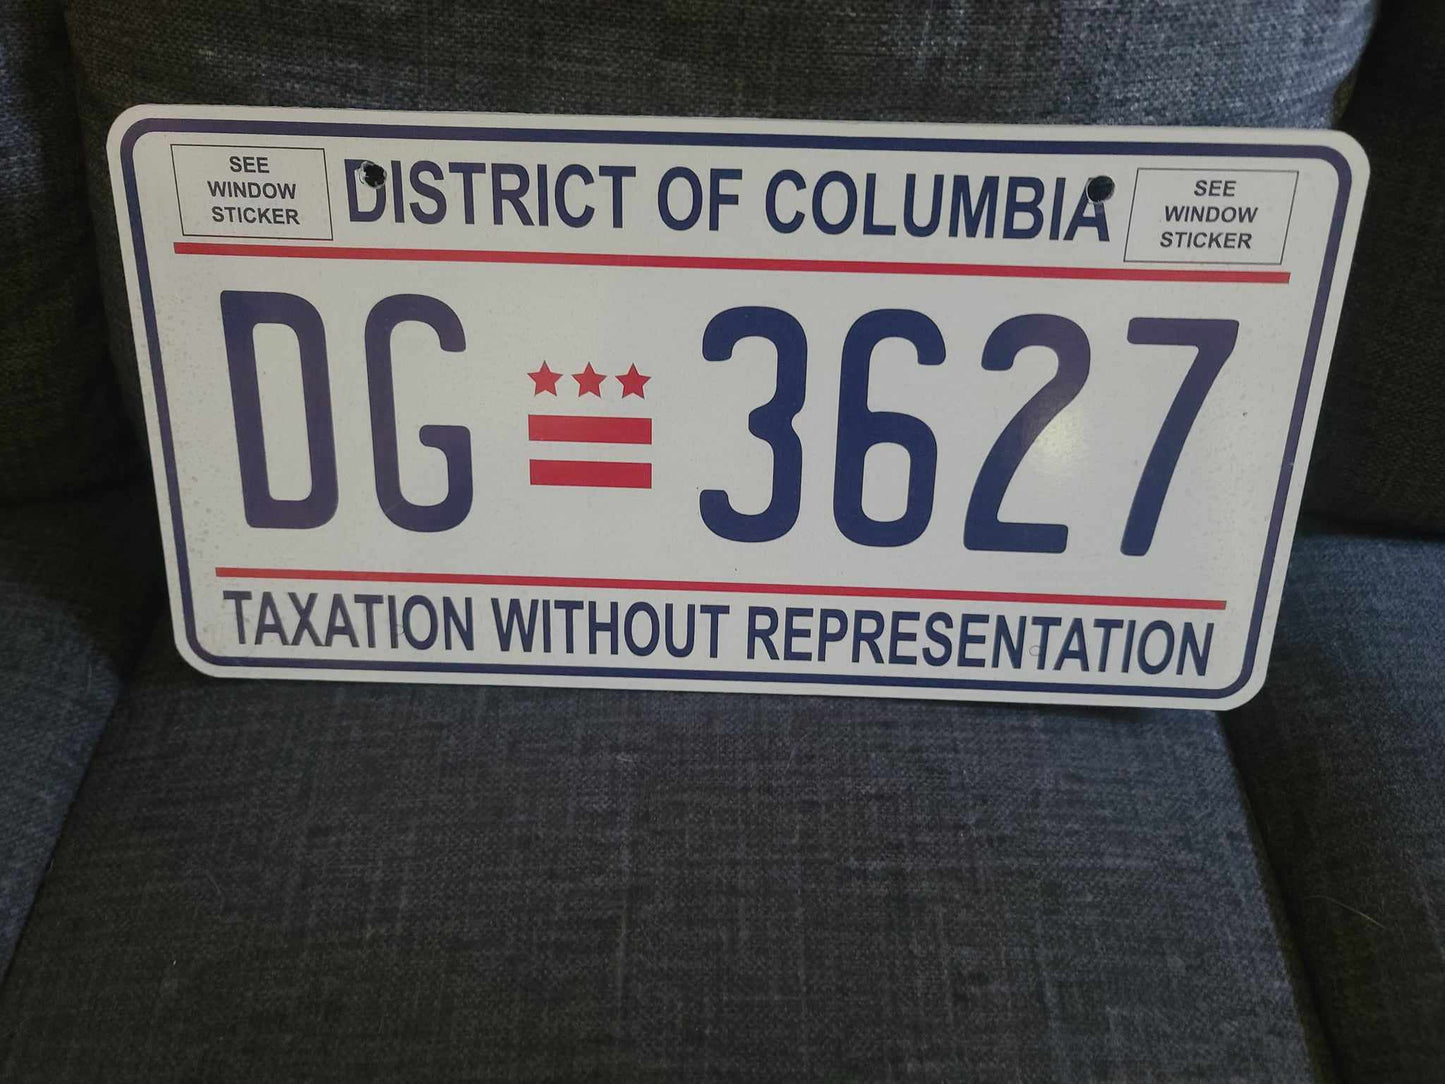 SEE
WINDOW
STICKER
DISTRICT OF COLUMBIA
SEE
WINDOW
STICKER
DG 3627
TAXATION WITHOUT REPRESENTATION